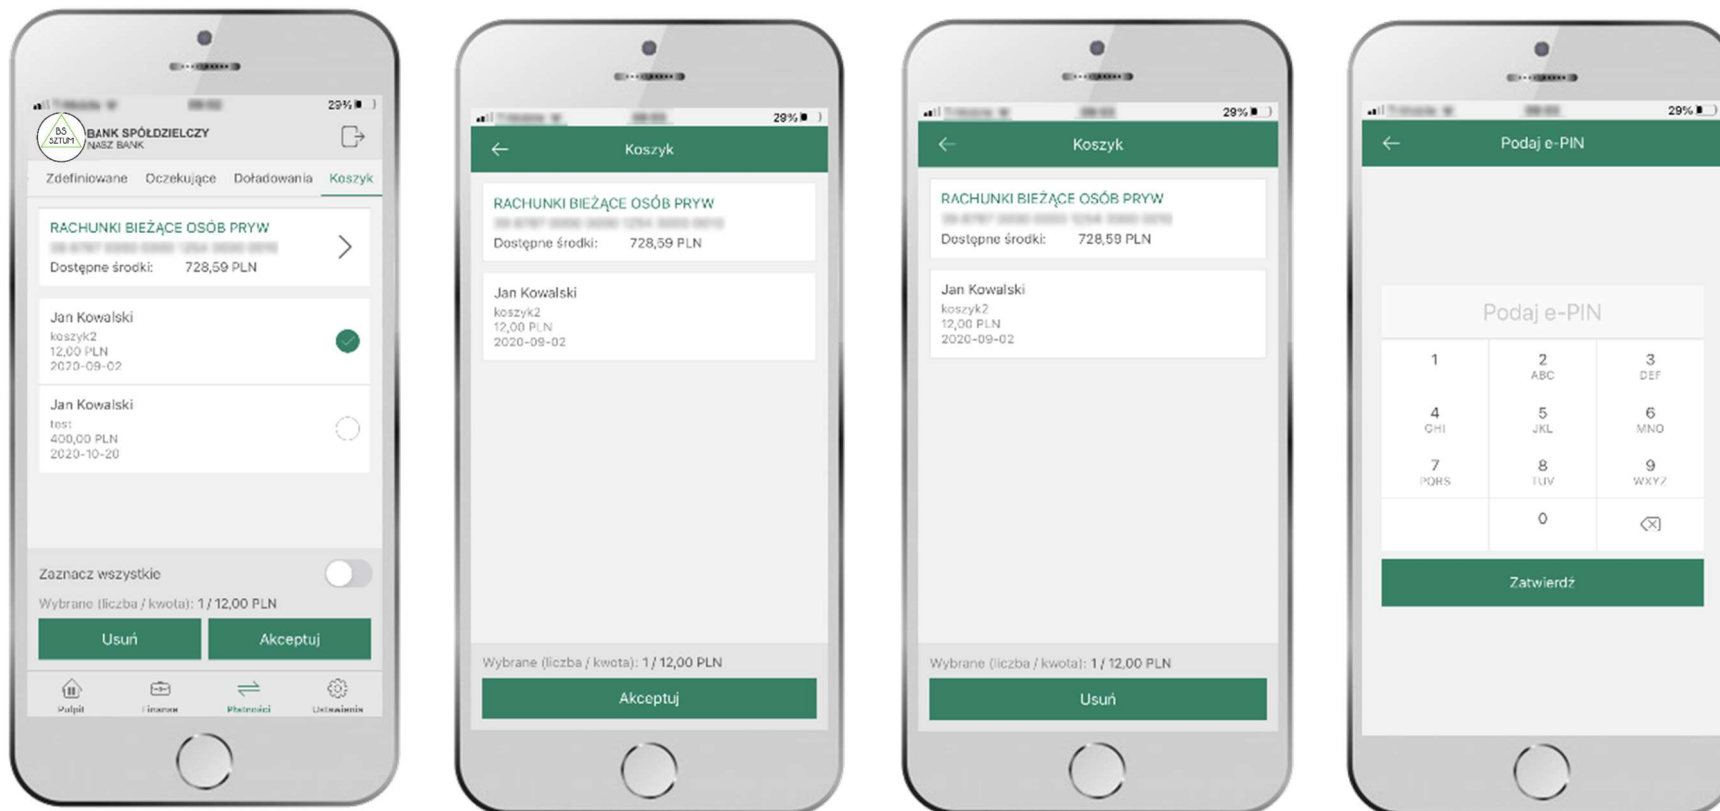 29%
BS
SZTUM
BANK SPÓŁDZIELCZY
NASZ BANK
Zdefiniowane Oczekujące Doładowania Koszyk
RACHUNKI BIEŻĄCE OSÓB PRYW
Dostępne środki: 728,59 PLN
Jan Kowalski
koszyk2
12,00 PLN
2020-09-02
Jan Kowalski
test
400,00 PLN
2020-10-20
Zaznacz wszystkie
Wybrane (liczba / kwota): 1 / 12,00 PLN
Usuń Akceptuj
Pulpit Finanse Płatności Ustawienia
29%
Koszyk
RACHUNKI BIEŻĄCE OSÓB PRYW
Dostępne środki: 728,59 PLN
Jan Kowalski
koszyk2
12,00 PLN
2020-09-02
Wybrane (liczba / kwota): 1 / 12,00 PLN
Akceptuj
29%
Koszyk
RACHUNKI BIEŻĄCE OSÓB PRYW
Dostępne środki: 728,59 PLN
Jan Kowalski
koszyk2
12,00 PLN
2020-09-02
Wybrane (liczba / kwota): 1 / 12,00 PLN
Usuń
29%
Podaj e-PIN
Podaj e-PIN
1 2 3
ABC DEF
4 5 6
GHI JKL MNO
7 8 9
PQRS TUV WXYZ
0
Zatwierdź